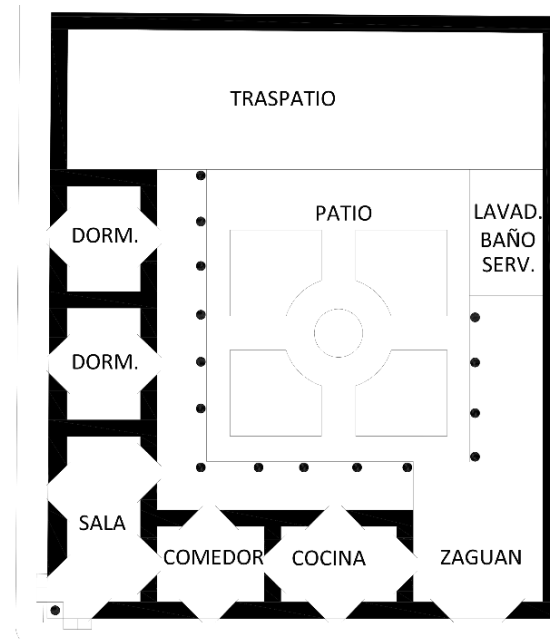 TRASPATIO
PATIO
LAVAD.
BAÑO
SERV.
DORM.
DORM.
SALA
COMEDOR
COCINA
ZAGUAN